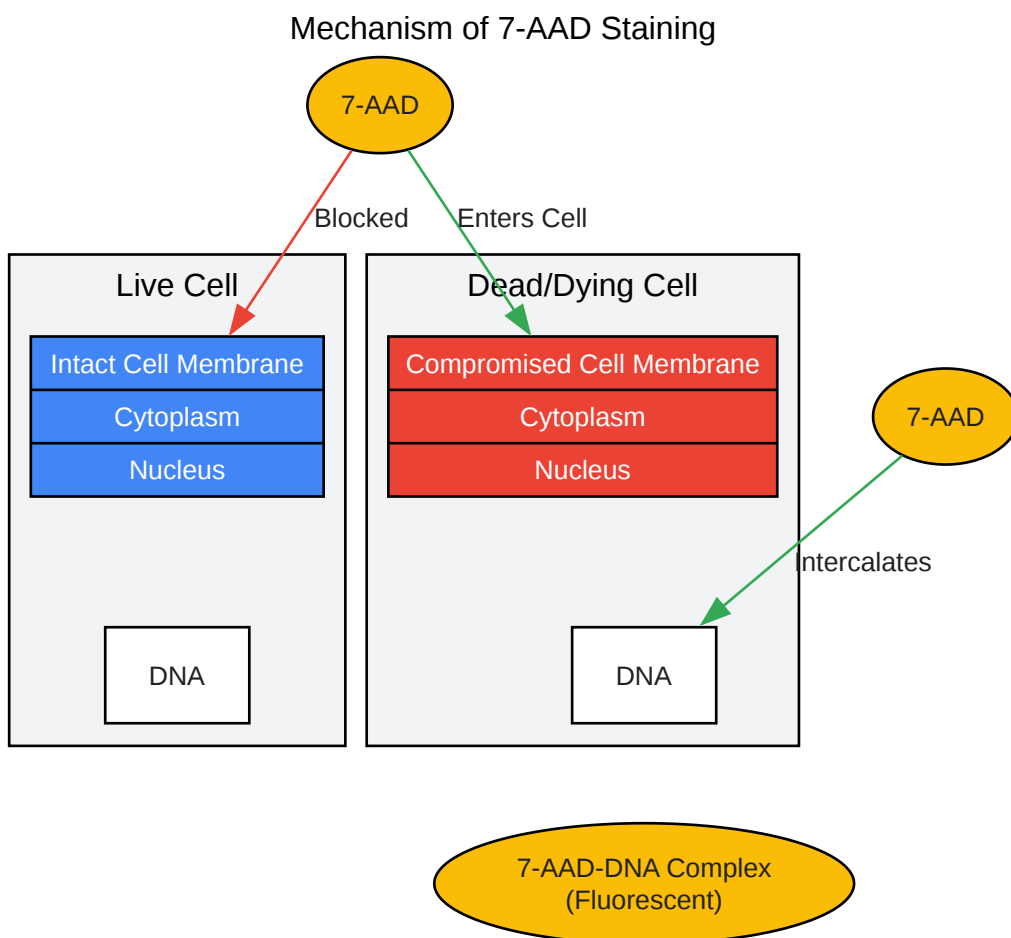 Mechanism of 7-AAD Staining
7-AAD
Blocked
Enters Cell
Live Cell
Dead/Dying Cell
Intact Cell Membrane
Cytoplasm
Nucleus
Compromised Cell Membrane
Cytoplasm
Nucleus
7-AAD
Intercalates
DNA
DNA
7-AAD-DNA Complex
(Fluorescent)